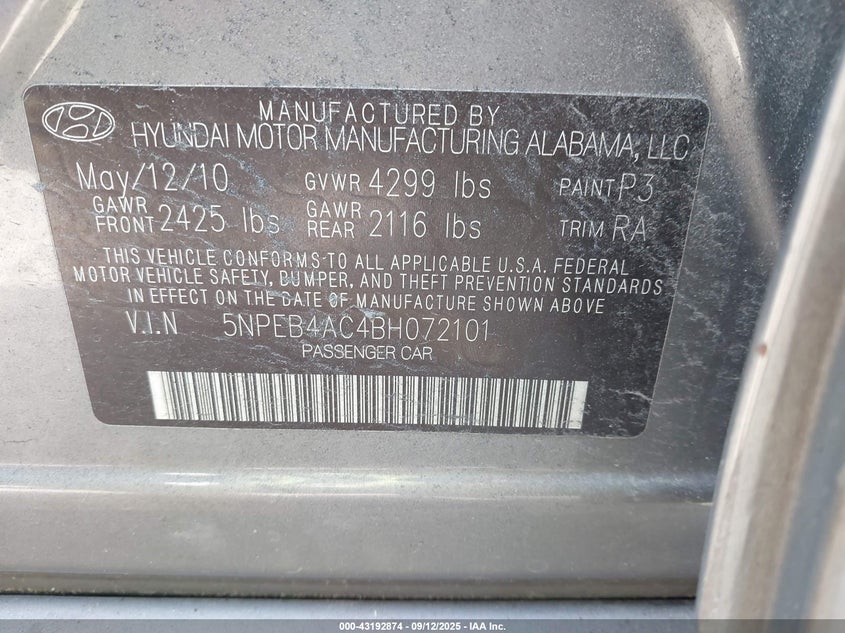 MANUFACTURED BY
HYUNDAI MOTOR MANUFACTURING ALABAMA, LLC
May/12/10 GVWR 4299 lbs PAINT P3
GAWR FRONT 2425 lbs GAWR REAR 2116 lbs TRIM RA
THIS VEHICLE CONFORMS TO ALL APPLICABLE U.S.A. FEDERAL
MOTOR VEHICLE SAFETY, BUMPER, AND THEFT PREVENTION STANDARDS
IN EFFECT ON THE DATE OF MANUFACTURE SHOWN ABOVE
V.I.N 5NPEB4AC4BH072101
PASSENGER CAR
000-43192874 - 09/12/2025 - IAA Inc.